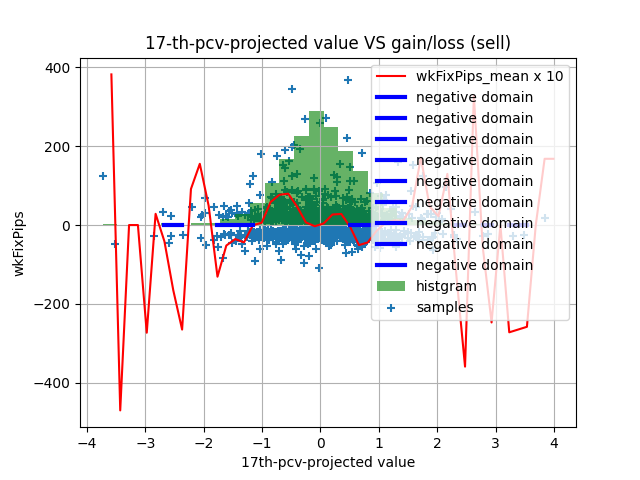 17-th-pcv-projected value VS gain/loss (sell)
wkFixPips
400
200
0
−200
−400
−4
−3
−2
−1
0
1
2
3
4
17th-pcv-projected value
wkFixPips_mean x 10
negative domain
negative domain
negative domain
negative domain
negative domain
negative domain
negative domain
negative domain
negative domain
histgram
samples